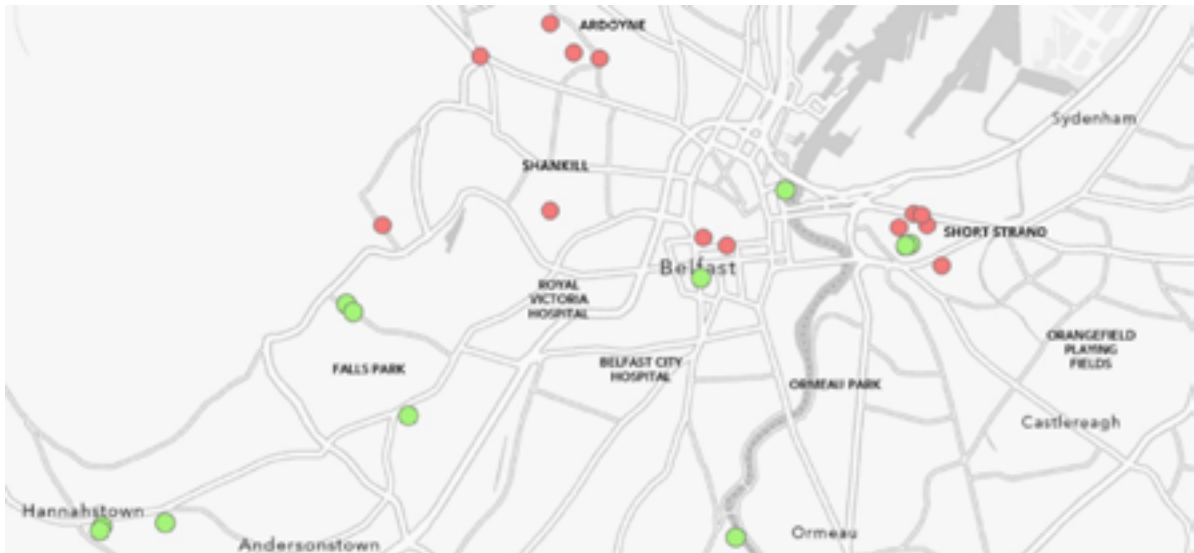 ARDOYNE
Sydenham
SHANKILL
SHORT STRAND
Belfast
ROYAL
VICTORIA
HOSPITAL
ORANGEFIELD
PLAYING
FIELDS
BELFAST CITY
HOSPITAL
FALLS PARK
ORMEAU PARK
Castlereagh
Hannahstown
Ormeau
Andersonstown